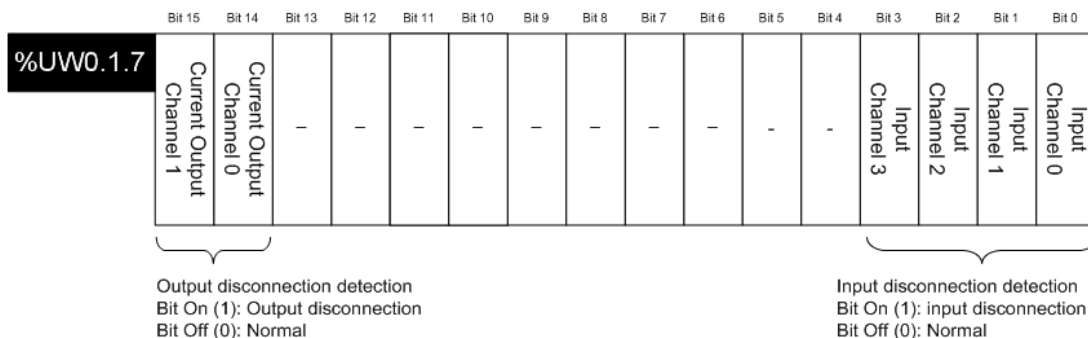 Bit 15 Bit 14 Bit 13 Bit 12 Bit 11 Bit 10 Bit 9 Bit 8 Bit 7 Bit 6 Bit 5 Bit 4 Bit 3 Bit 2 Bit 1 Bit 0
%UW0.1.7
Current Output
Channel 1
Current Output
Channel 0
– – – – – – – – - -
Input
Channel 3
Input
Channel 2
Input
Channel 1
Input
Channel 0
Output disconnection detection
Bit On (1): Output disconnection
Bit Off (0): Normal
Input disconnection detection
Bit On (1): input disconnection
Bit Off (0): Normal